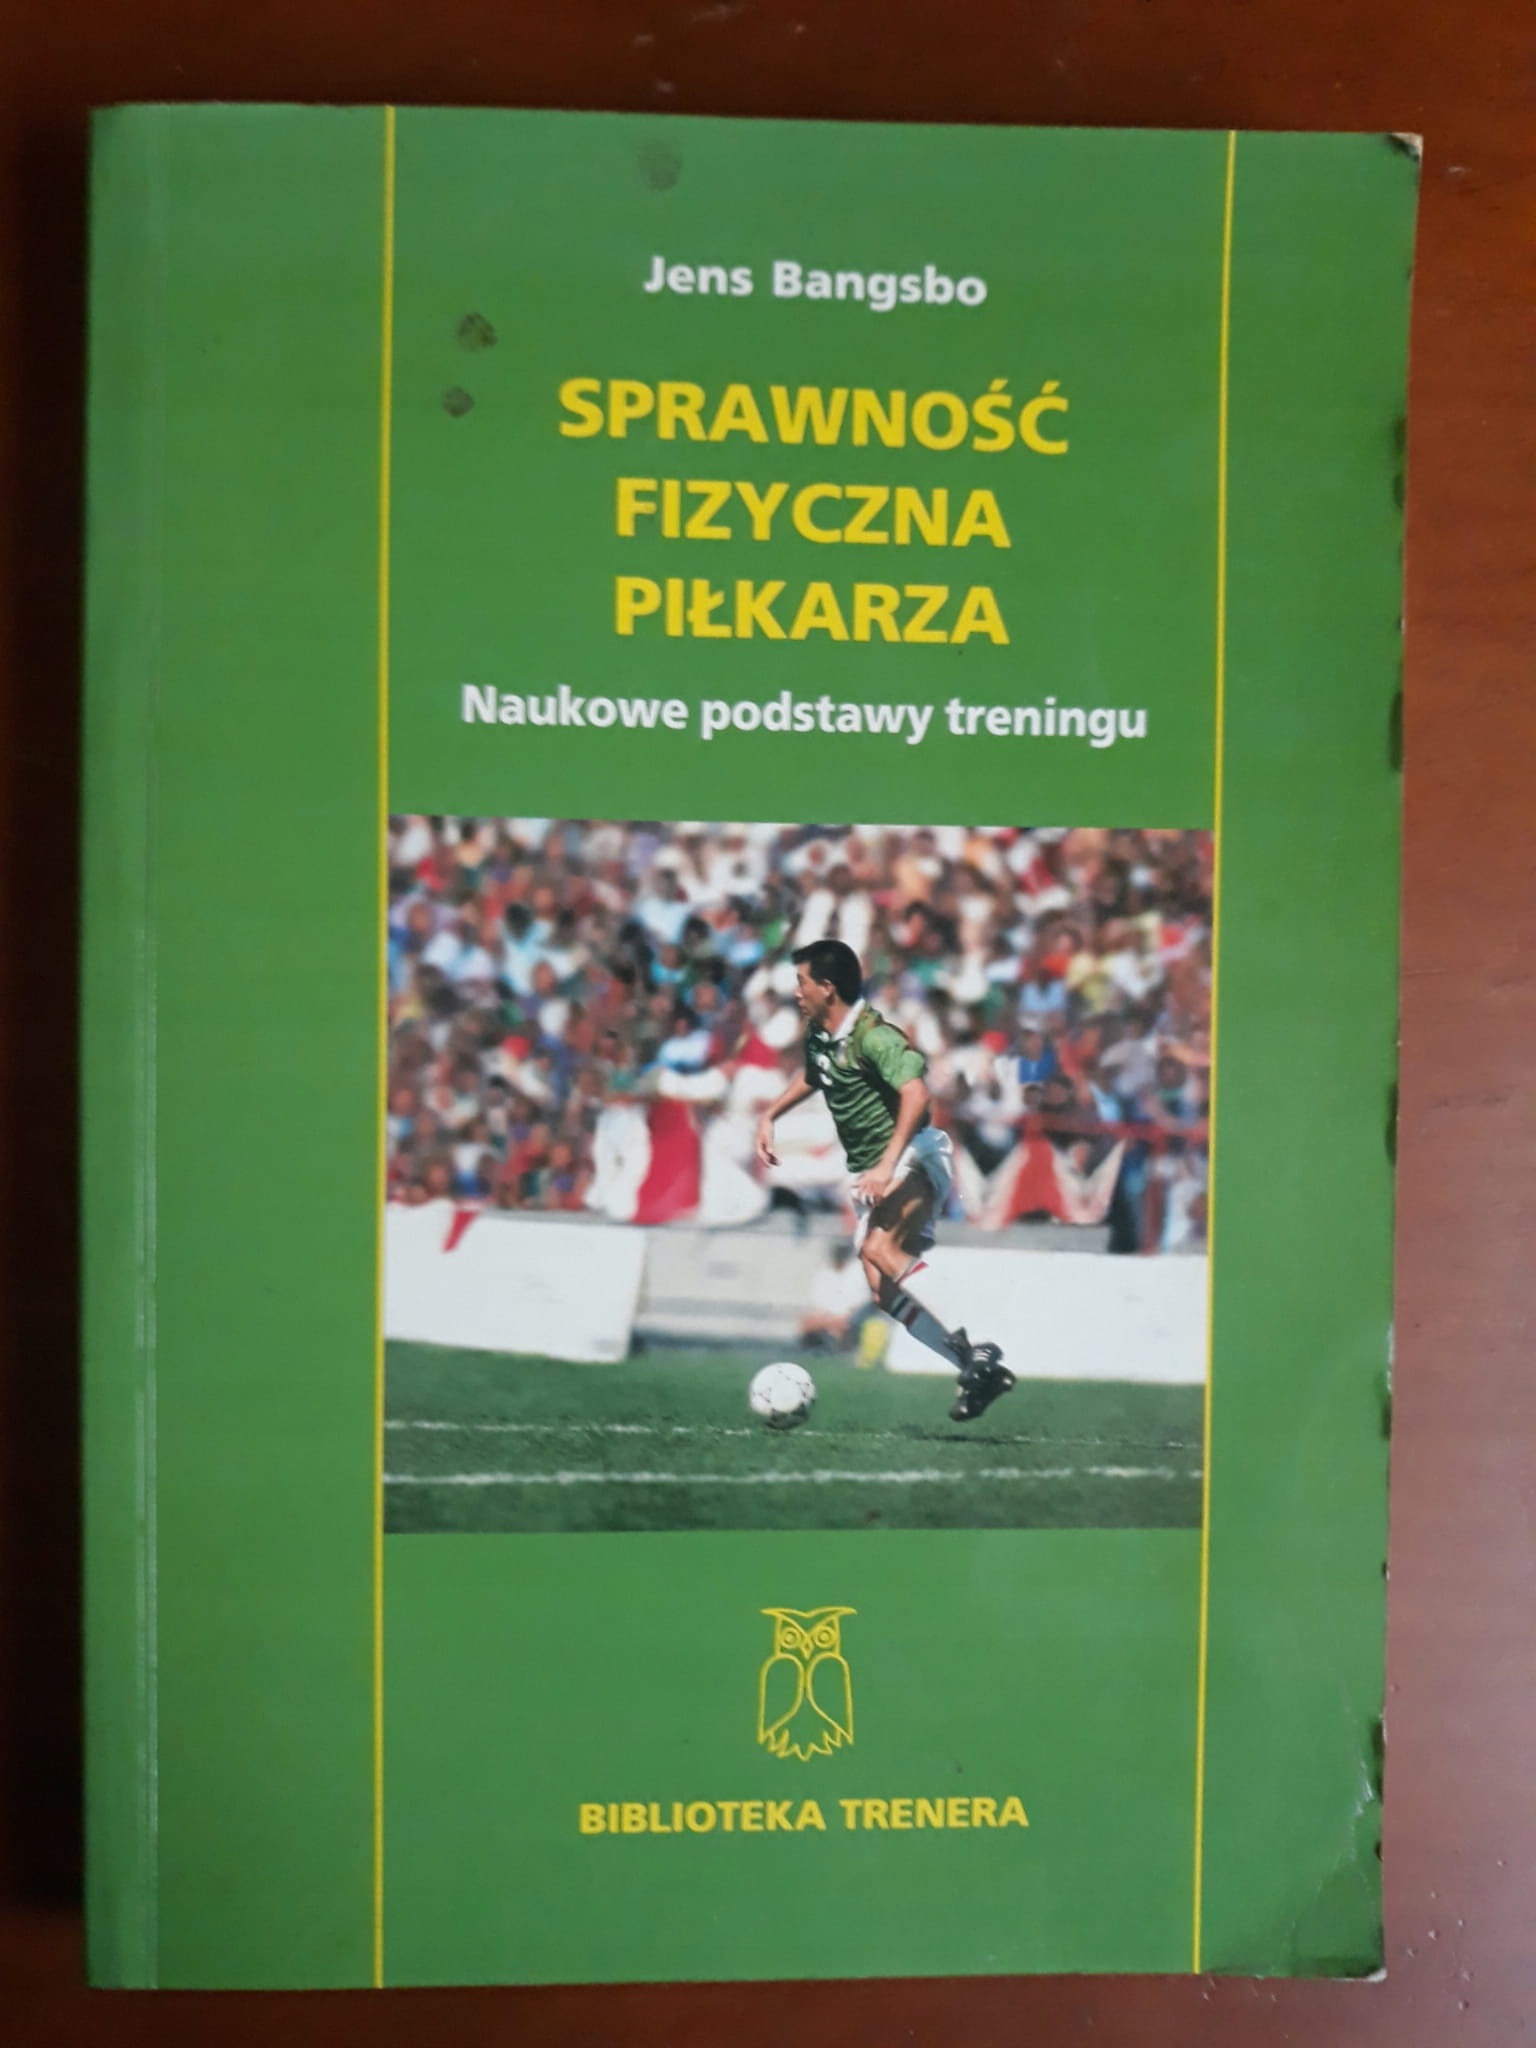 Jens Bangsbo
SPRAWNOŚĆ
FIZYCZNA
PIŁKARZA
Naukowe podstawy treningu
BIBLIOTEKA TRENERA